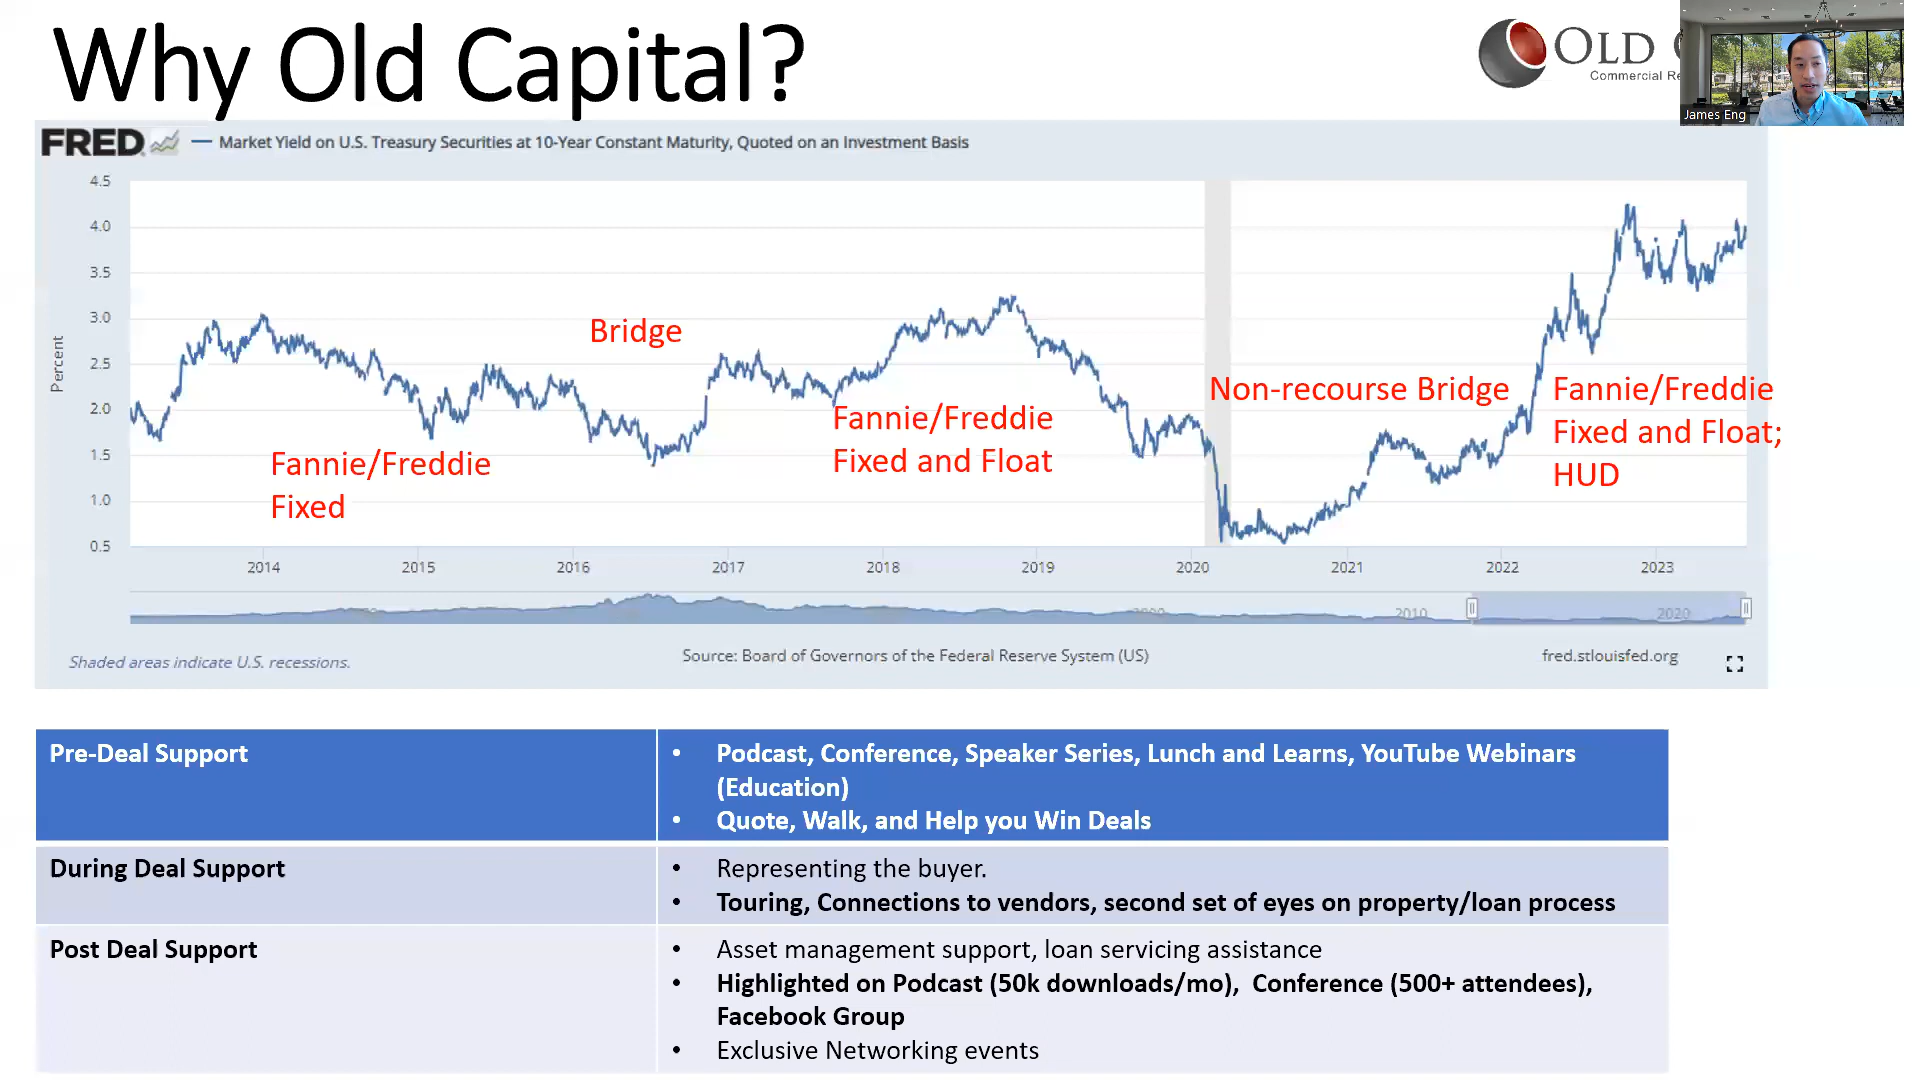 Why Old Capital?
OLD
Commercial
James Eng
FRED
Market Yield on U.S. Treasury Securities at 10-Year Constant Maturity, Quoted on an Investment Basis
4.5
4.0
3.5
3.0
2.5
2.0
1.5
1.0
0.5
Percent
Bridge
Non-recourse Bridge
Fannie/Freddie
Fixed and Float;
HUD
Fannie/Freddie
Fixed and Float
Fannie/Freddie
Fixed
2014
2015
2016
2017
2018
2019
2020
2021
2022
2023
2000
2010
2020
Shaded areas indicate U.S. recessions.
Source: Board of Governors of the Federal Reserve System (US)
fred.stlouisfed.org
Pre-Deal Support
• Podcast, Conference, Speaker Series, Lunch and Learns, YouTube Webinars
(Education)
• Quote, Walk, and Help you Win Deals
During Deal Support
• Representing the buyer.
• Touring, Connections to vendors, second set of eyes on property/loan process
Post Deal Support
• Asset management support, loan servicing assistance
• Highlighted on Podcast (50k downloads/mo), Conference (500+ attendees),
Facebook Group
• Exclusive Networking events